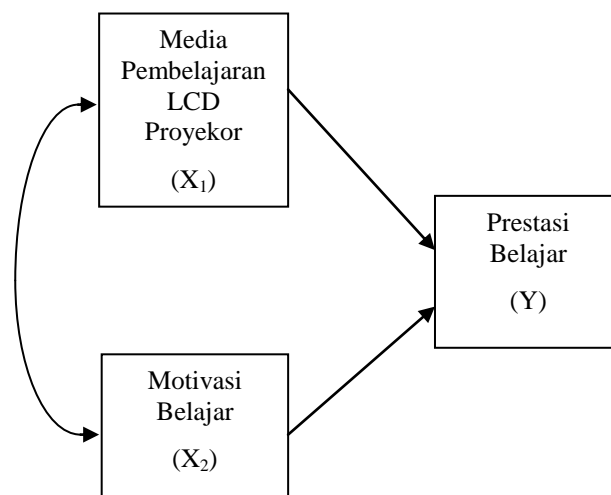 Media
Pembelajaran
LCD
Proyekor
(X₁)
Prestasi
Belajar
(Y)
Motivasi
Belajar
(X₂)